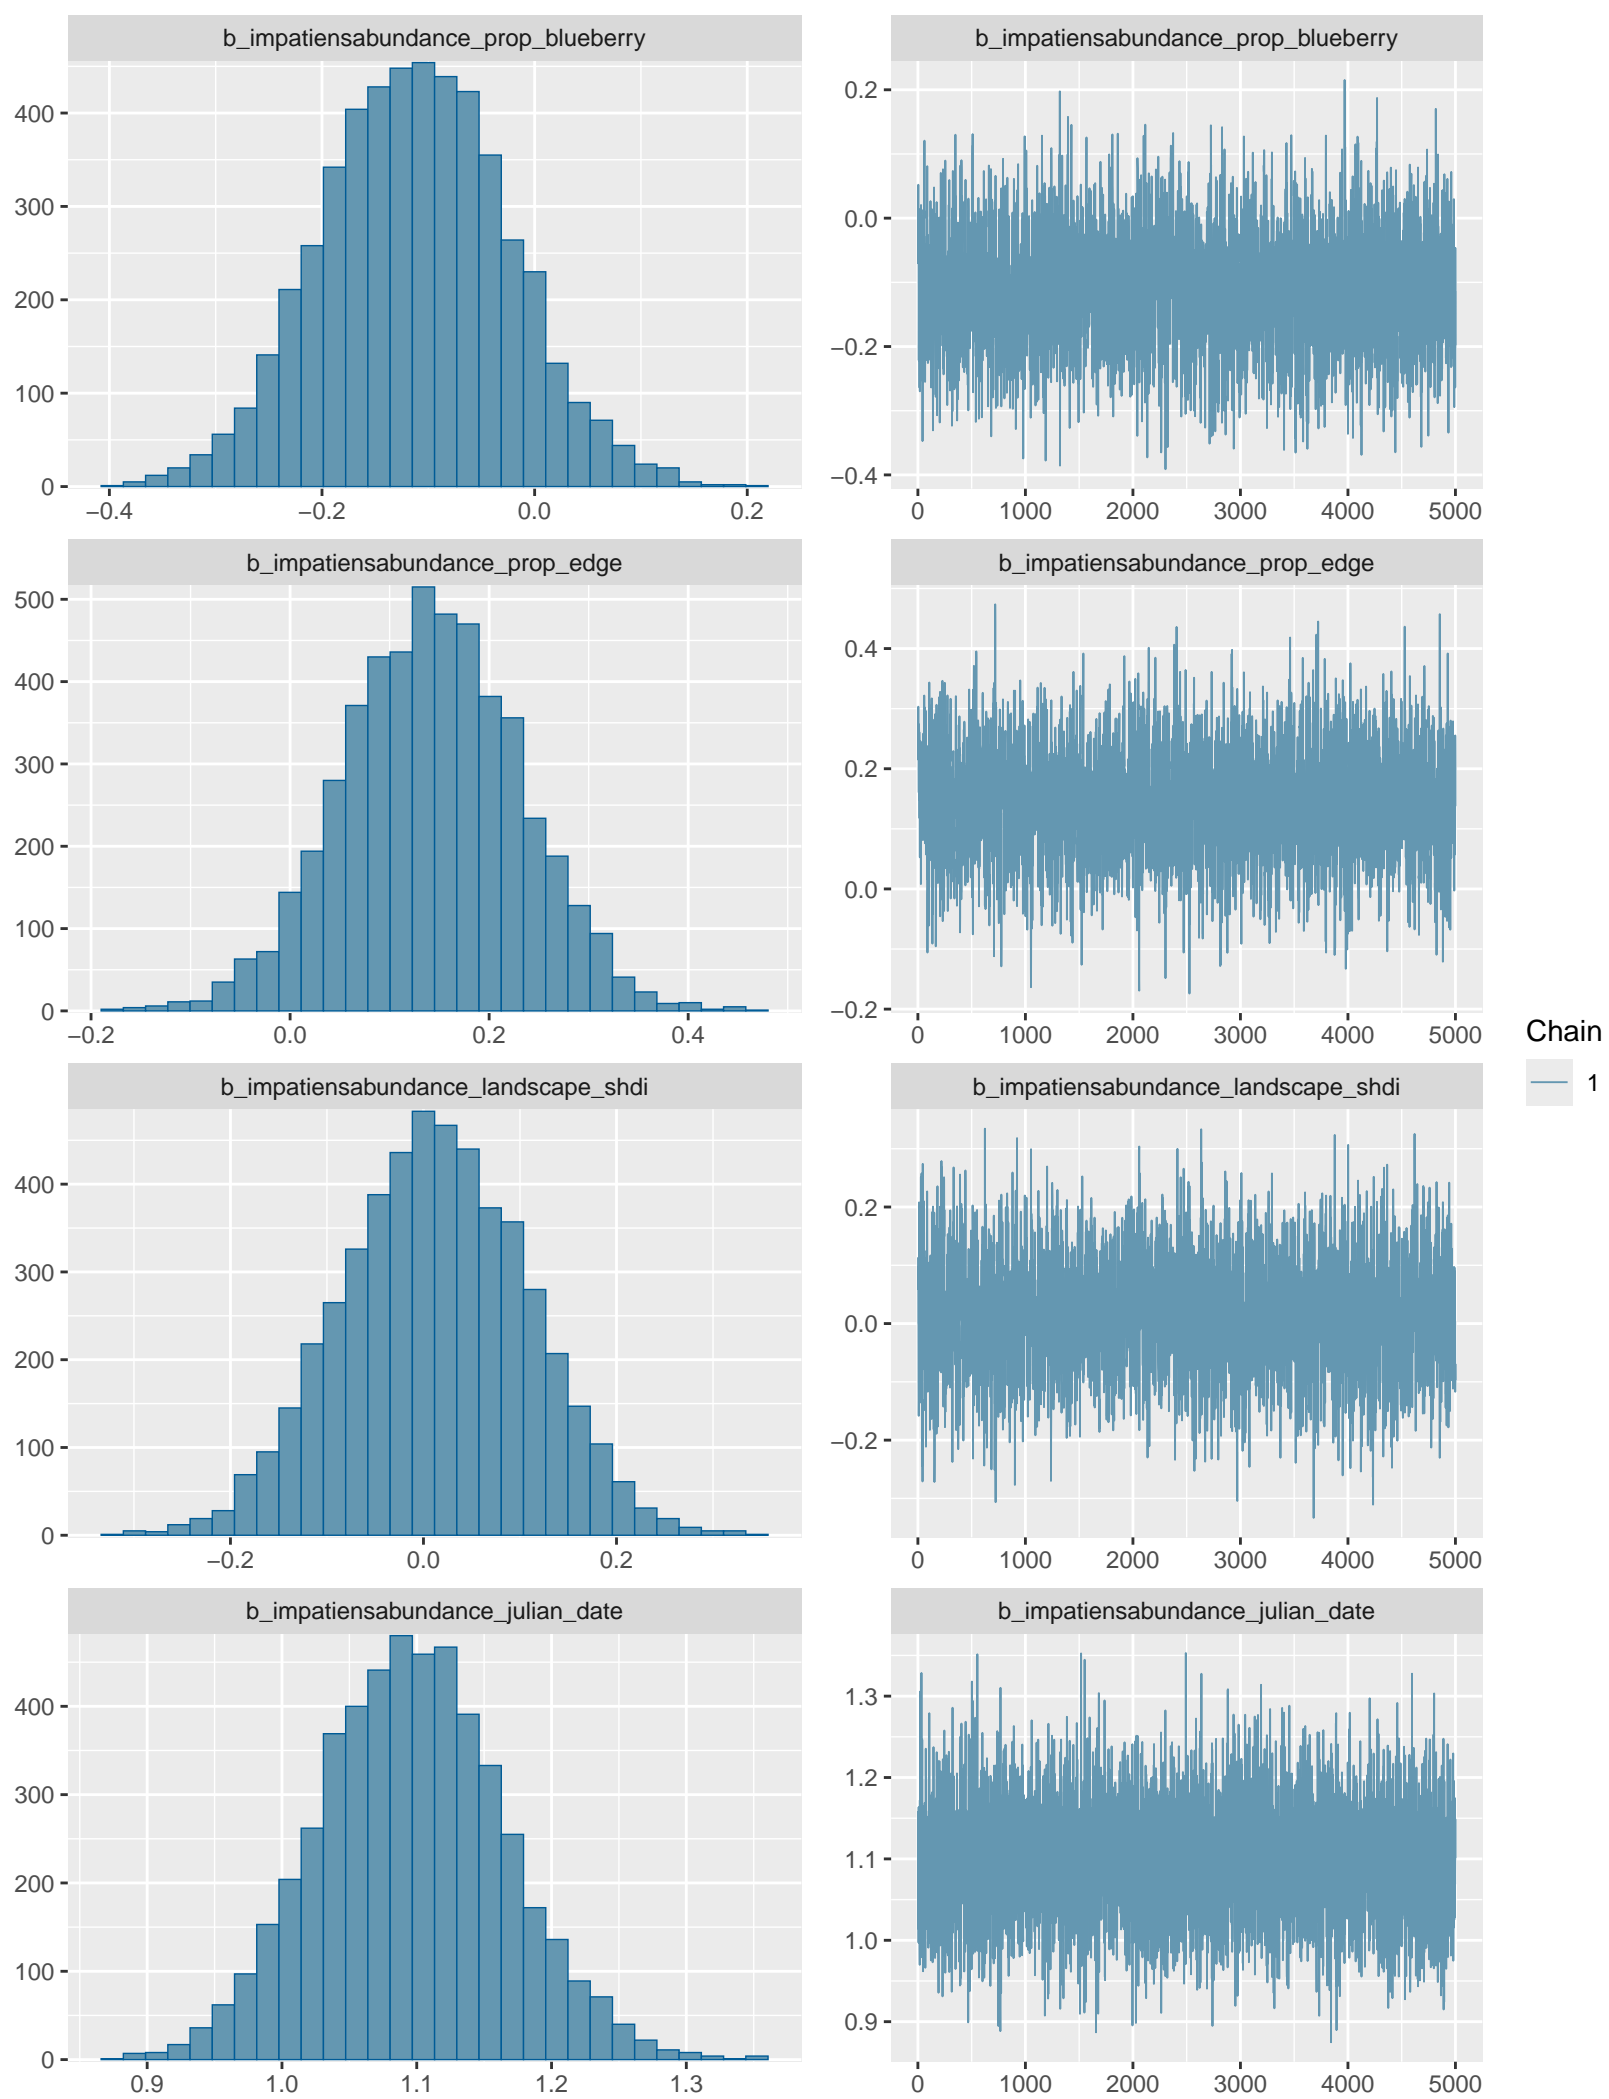 b_impatiensabundance_prop_blueberry
b_impatiensabundance_prop_blueberry
400
300
200
100
0
−0.4 −0.2 0.0 0.2
0.2
0.0
−0.2
−0.4
0 1000 2000 3000 4000 5000
b_impatiensabundance_prop_edge
b_impatiensabundance_prop_edge
500
400
300
200
100
0
−0.2 0.0 0.2 0.4
0.4
0.2
0.0
−0.2
0 1000 2000 3000 4000 5000
Chain
1
b_impatiensabundance_landscape_shdi
b_impatiensabundance_landscape_shdi
400
300
200
100
0
−0.2 0.0 0.2
0.2
0.0
−0.2
0 1000 2000 3000 4000 5000
b_impatiensabundance_julian_date
b_impatiensabundance_julian_date
400
300
200
100
0
0.9 1.0 1.1 1.2 1.3
1.3
1.2
1.1
1.0
0.9
0 1000 2000 3000 4000 5000